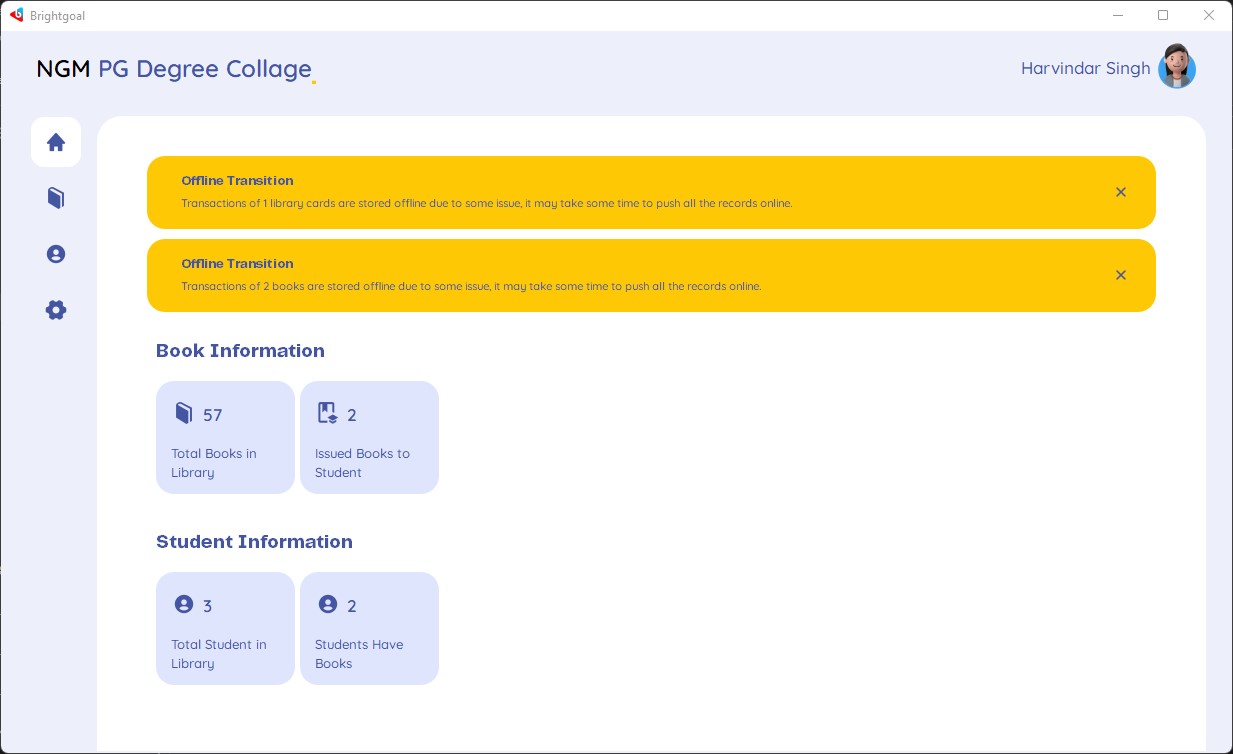 Brightgoal
NGM PG Degree Collage.
Harvindar Singh
Offline Transition
Transactions of 1 library cards are stored offline due to some issue, it may take some time to push all the records online.
Offline Transition
Transactions of 2 books are stored offline due to some issue, it may take some time to push all the records online.
Book Information
57
Total Books in
Library
2
Issued Books to
Student
Student Information
3
Total Student in
Library
2
Students Have
Books